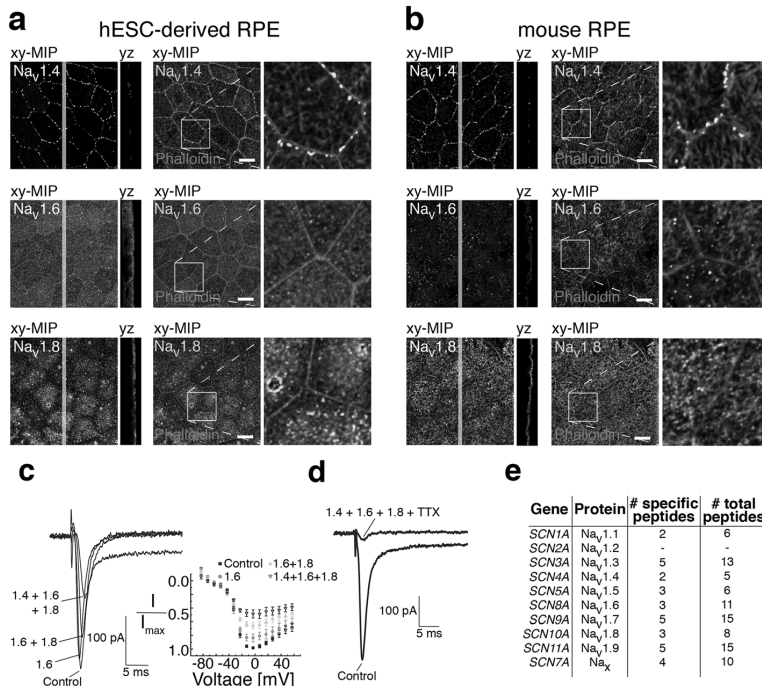 a
hESC-derived RPE
xy-MIP yz xy-MIP
Nav1.4
Phalloidin
xy-MIP yz xy-MIP
Nav1.6
Nav1.6
Phalloidin
xy-MIP yz xy-MIP
Nav1.8
Nav1.8
Phalloidin
b
mouse RPE
xy-MIP yz xy-MIP
Nav1.4
Nav1.4
Phalloidin
xy-MIP yz xy-MIP
Nav1.6
Nav1.6
Phalloidin
xy-MIP yz xy-MIP
Nav1.8
Nav1.8
Phalloidin
c
1.4 + 1.6
+ 1.8
1.6 + 1.8
1.6
Control
100 pA
5 ms
Control 1.6+1.8
1.6 1.4+1.6+1.8
I
Imax
0.0
0.5
1.0
-80 -40 0 40
Voltage [mV]
d
1.4 + 1.6 + 1.8 + TTX
100 pA
5 ms
Control
e
Gene Protein # specific peptides # total peptides
SCN1A Nav1.1 2 6
SCN2A Nav1.2 - -
SCN3A Nav1.3 5 13
SCN4A Nav1.4 2 5
SCN5A Nav1.5 3 6
SCN8A Nav1.6 3 11
SCN9A Nav1.7 5 15
SCN10A Nav1.8 3 8
SCN11A Nav1.9 5 15
SCN7A Nax 4 10